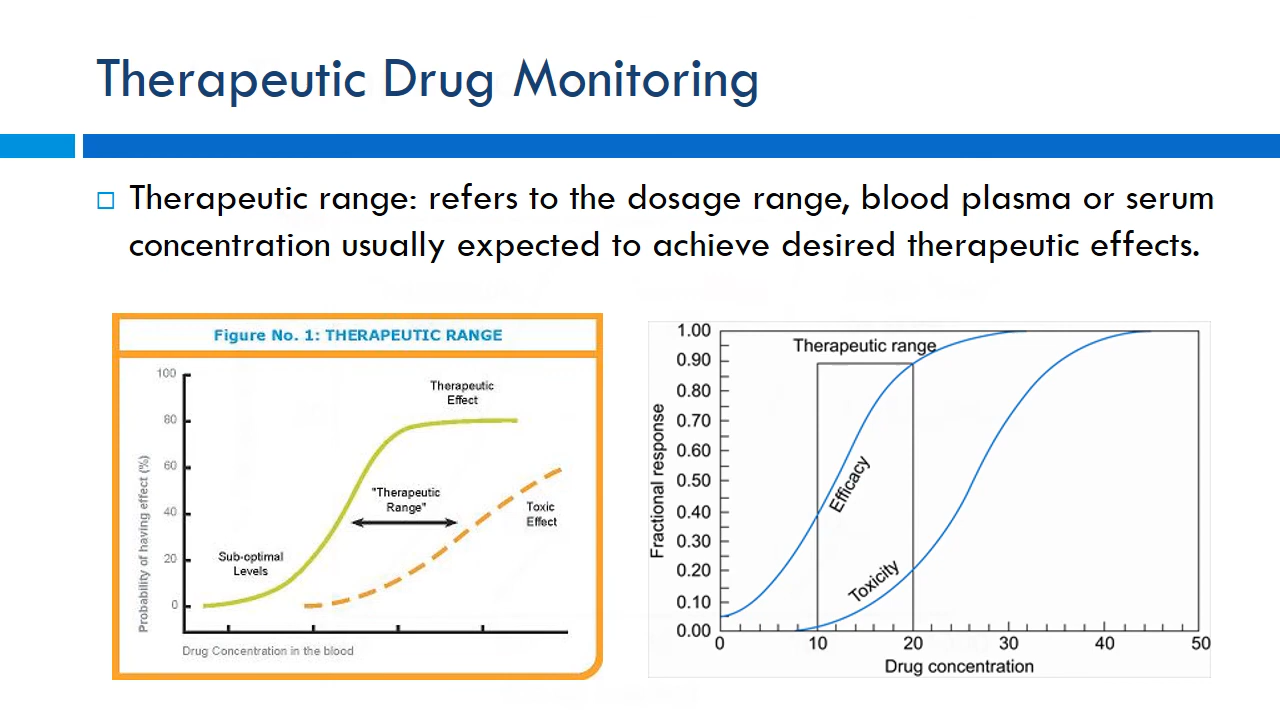 Therapeutic Drug Monitoring
Therapeutic range: refers to the dosage range, blood plasma or serum
concentration usually expected to achieve desired therapeutic effects.
Figure No. 1: THERAPEUTIC RANGE
100
80
60
40
20
0
Probability of having effect (%)
Therapeutic
Effect
"Therapeutic
Range"
Toxic
Effect
Sub-optimal
Levels
Drug Concentration in the blood
1.00
0.90
0.80
0.70
0.60
0.50
0.40
0.30
0.20
0.10
0.00
Fractional response
Therapeutic range
Efficacy
Toxicity
0
10
20
30
40
50
Drug concentration